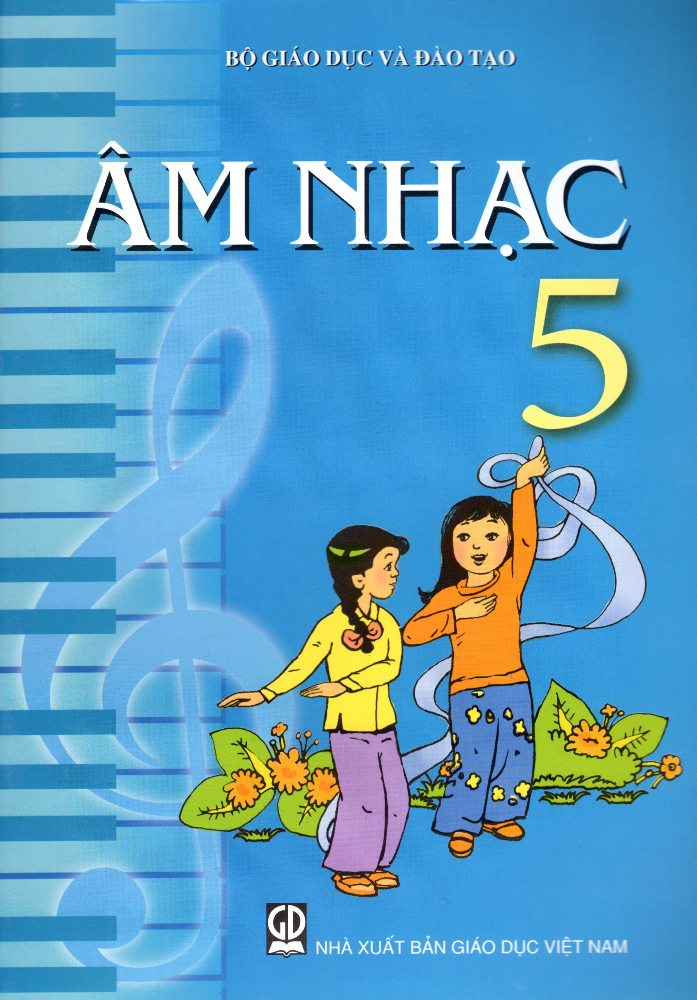 BỘ GIÁO DỤC VÀ ĐÀO TẠO
ÂM NHẠC
5
GD
NHÀ XUẤT BẢN GIÁO DỤC VIỆT NAM